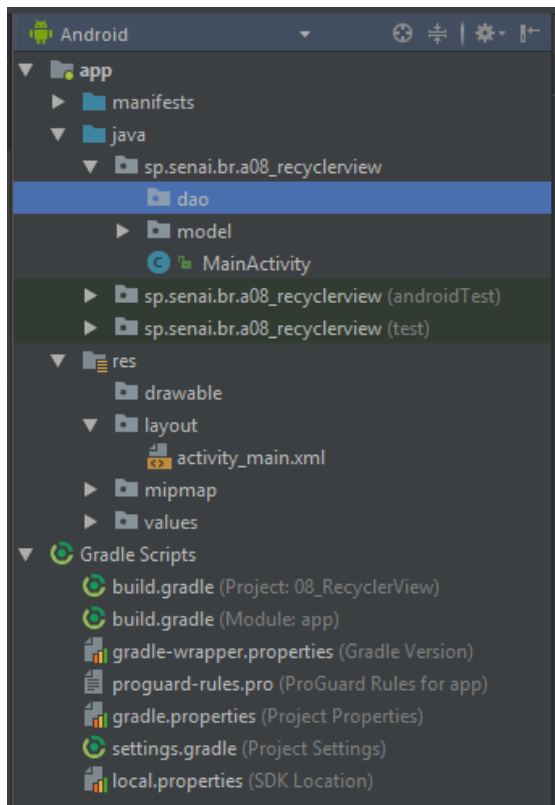 Android
app
manifests
java
sp.senai.br.a08_recyclerview
dao
model
C MainActivity
sp.senai.br.a08_recyclerview (androidTest)
sp.senai.br.a08_recyclerview (test)
res
drawable
layout
activity_main.xml
mipmap
values
Gradle Scripts
build.gradle (Project: 08_RecyclerView)
build.gradle (Module: app)
gradle-wrapper.properties (Gradle Version)
proguard-rules.pro (ProGuard Rules for app)
gradle.properties (Project Properties)
settings.gradle (Project Settings)
local.properties (SDK Location)